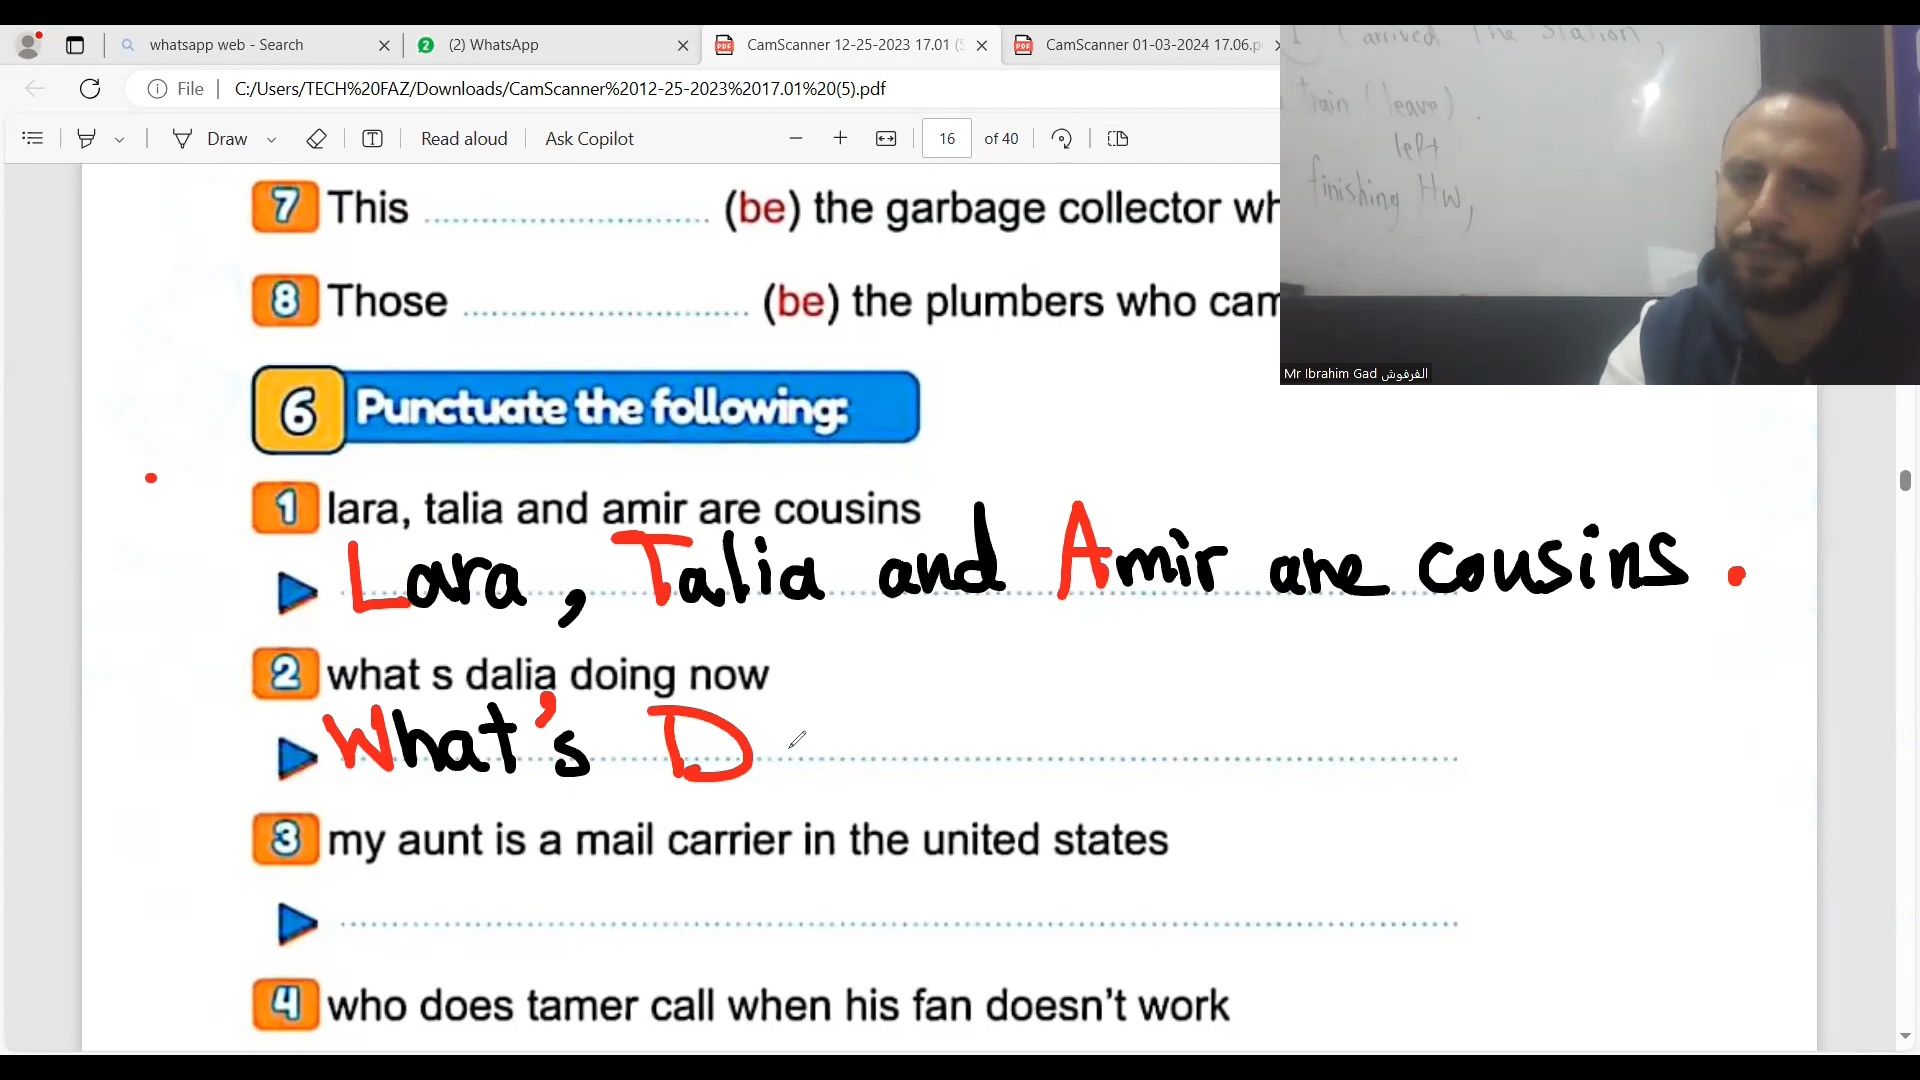 whatsapp web - Search
(2) WhatsApp
CamScanner 12-25-2023 17.01 (5
CamScanner 01-03-2024 17.06.p
File
C:/Users/TECH%20FAZ/Downloads/CamScanner%2012-25-2023%2017.01%20(5).pdf
Draw
Read aloud
Ask Copilot
16
of 40
I (arrived the station,
train (leave).
left
finishing HW,
Mr Ibrahim Gad الفرفوش
7 This ........................... (be) the garbage collector wh
8 Those ........................... (be) the plumbers who cam
6 Punctuate the following:
1 lara, talia and amir are cousins
Lara, Talia and Amir are cousins.
2 what s dalia doing now
What's D
3 my aunt is a mail carrier in the united states
4 who does tamer call when his fan doesn't work